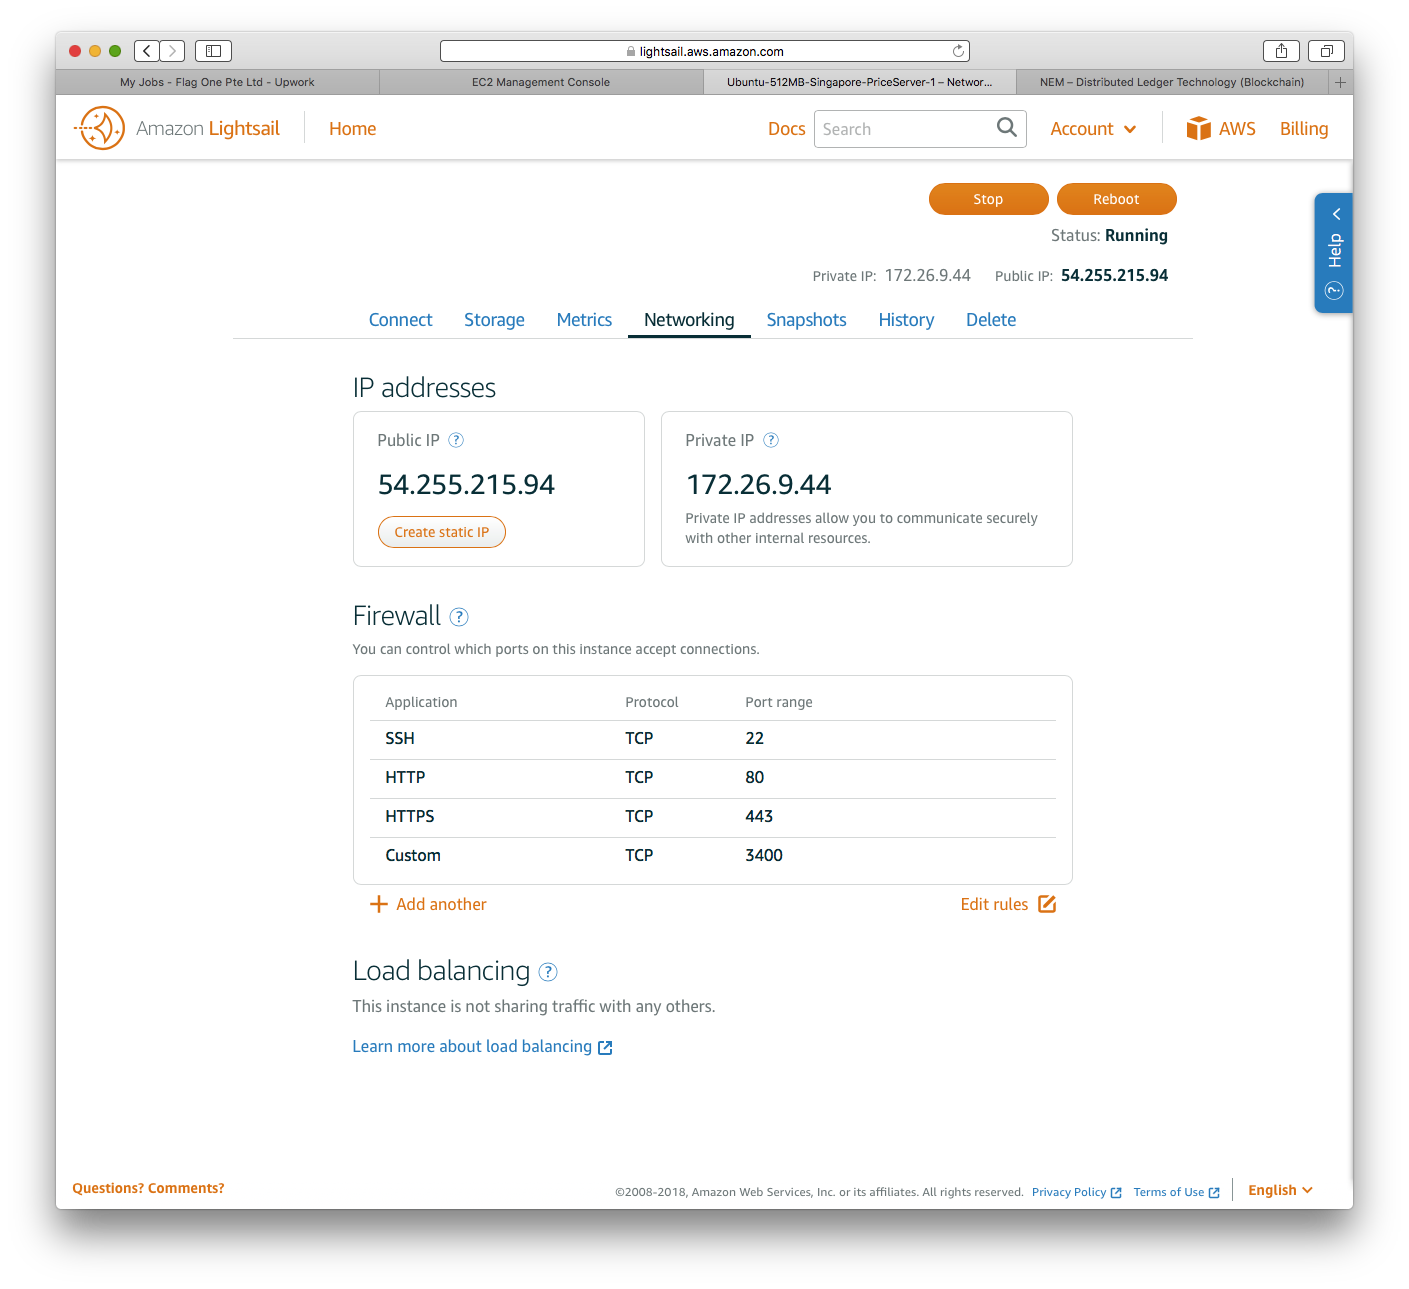 lightsail.aws.amazon.com
My Jobs - Flag One Pte Ltd - Upwork
EC2 Management Console
Ubuntu-512MB-Singapore-PriceServer-1 – Networ...
NEM – Distributed Ledger Technology (Blockchain)
Amazon Lightsail
Home
Docs
Search
Account
AWS
Billing
Stop
Reboot
Help
Status: Running
Private IP: 172.26.9.44
Public IP: 54.255.215.94
Connect
Storage
Metrics
Networking
Snapshots
History
Delete
IP addresses
Public IP ?
54.255.215.94
Create static IP
Private IP ?
172.26.9.44
Private IP addresses allow you to communicate securely
with other internal resources.
Firewall ?
You can control which ports on this instance accept connections.
Application Protocol Port range
SSH TCP 22
HTTP TCP 80
HTTPS TCP 443
Custom TCP 3400
Add another
Edit rules
Load balancing ?
This instance is not sharing traffic with any others.
Learn more about load balancing
Questions? Comments?
©2008-2018, Amazon Web Services, Inc. or its affiliates. All rights reserved.
Privacy Policy
Terms of Use
English